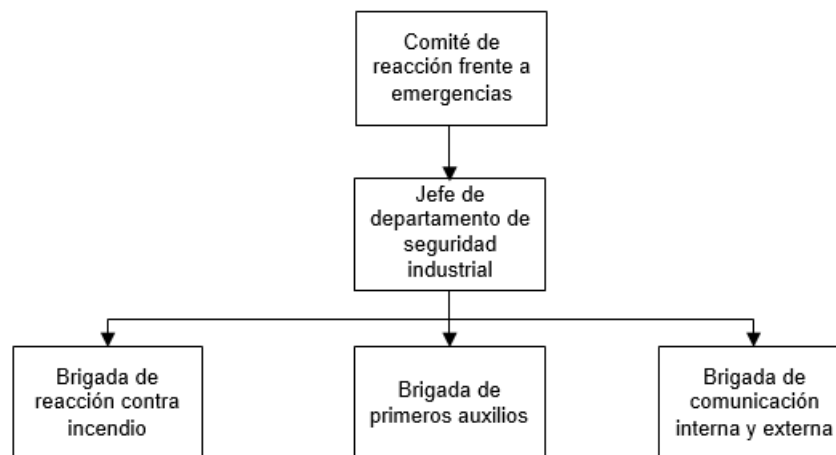 Comité de
reacción frente a
emergencias
Jefe de
departamento de
seguridad
industrial
Brigada de
reacción contra
incendio
Brigada de
primeros auxilios
Brigada de
comunicación
interna y externa